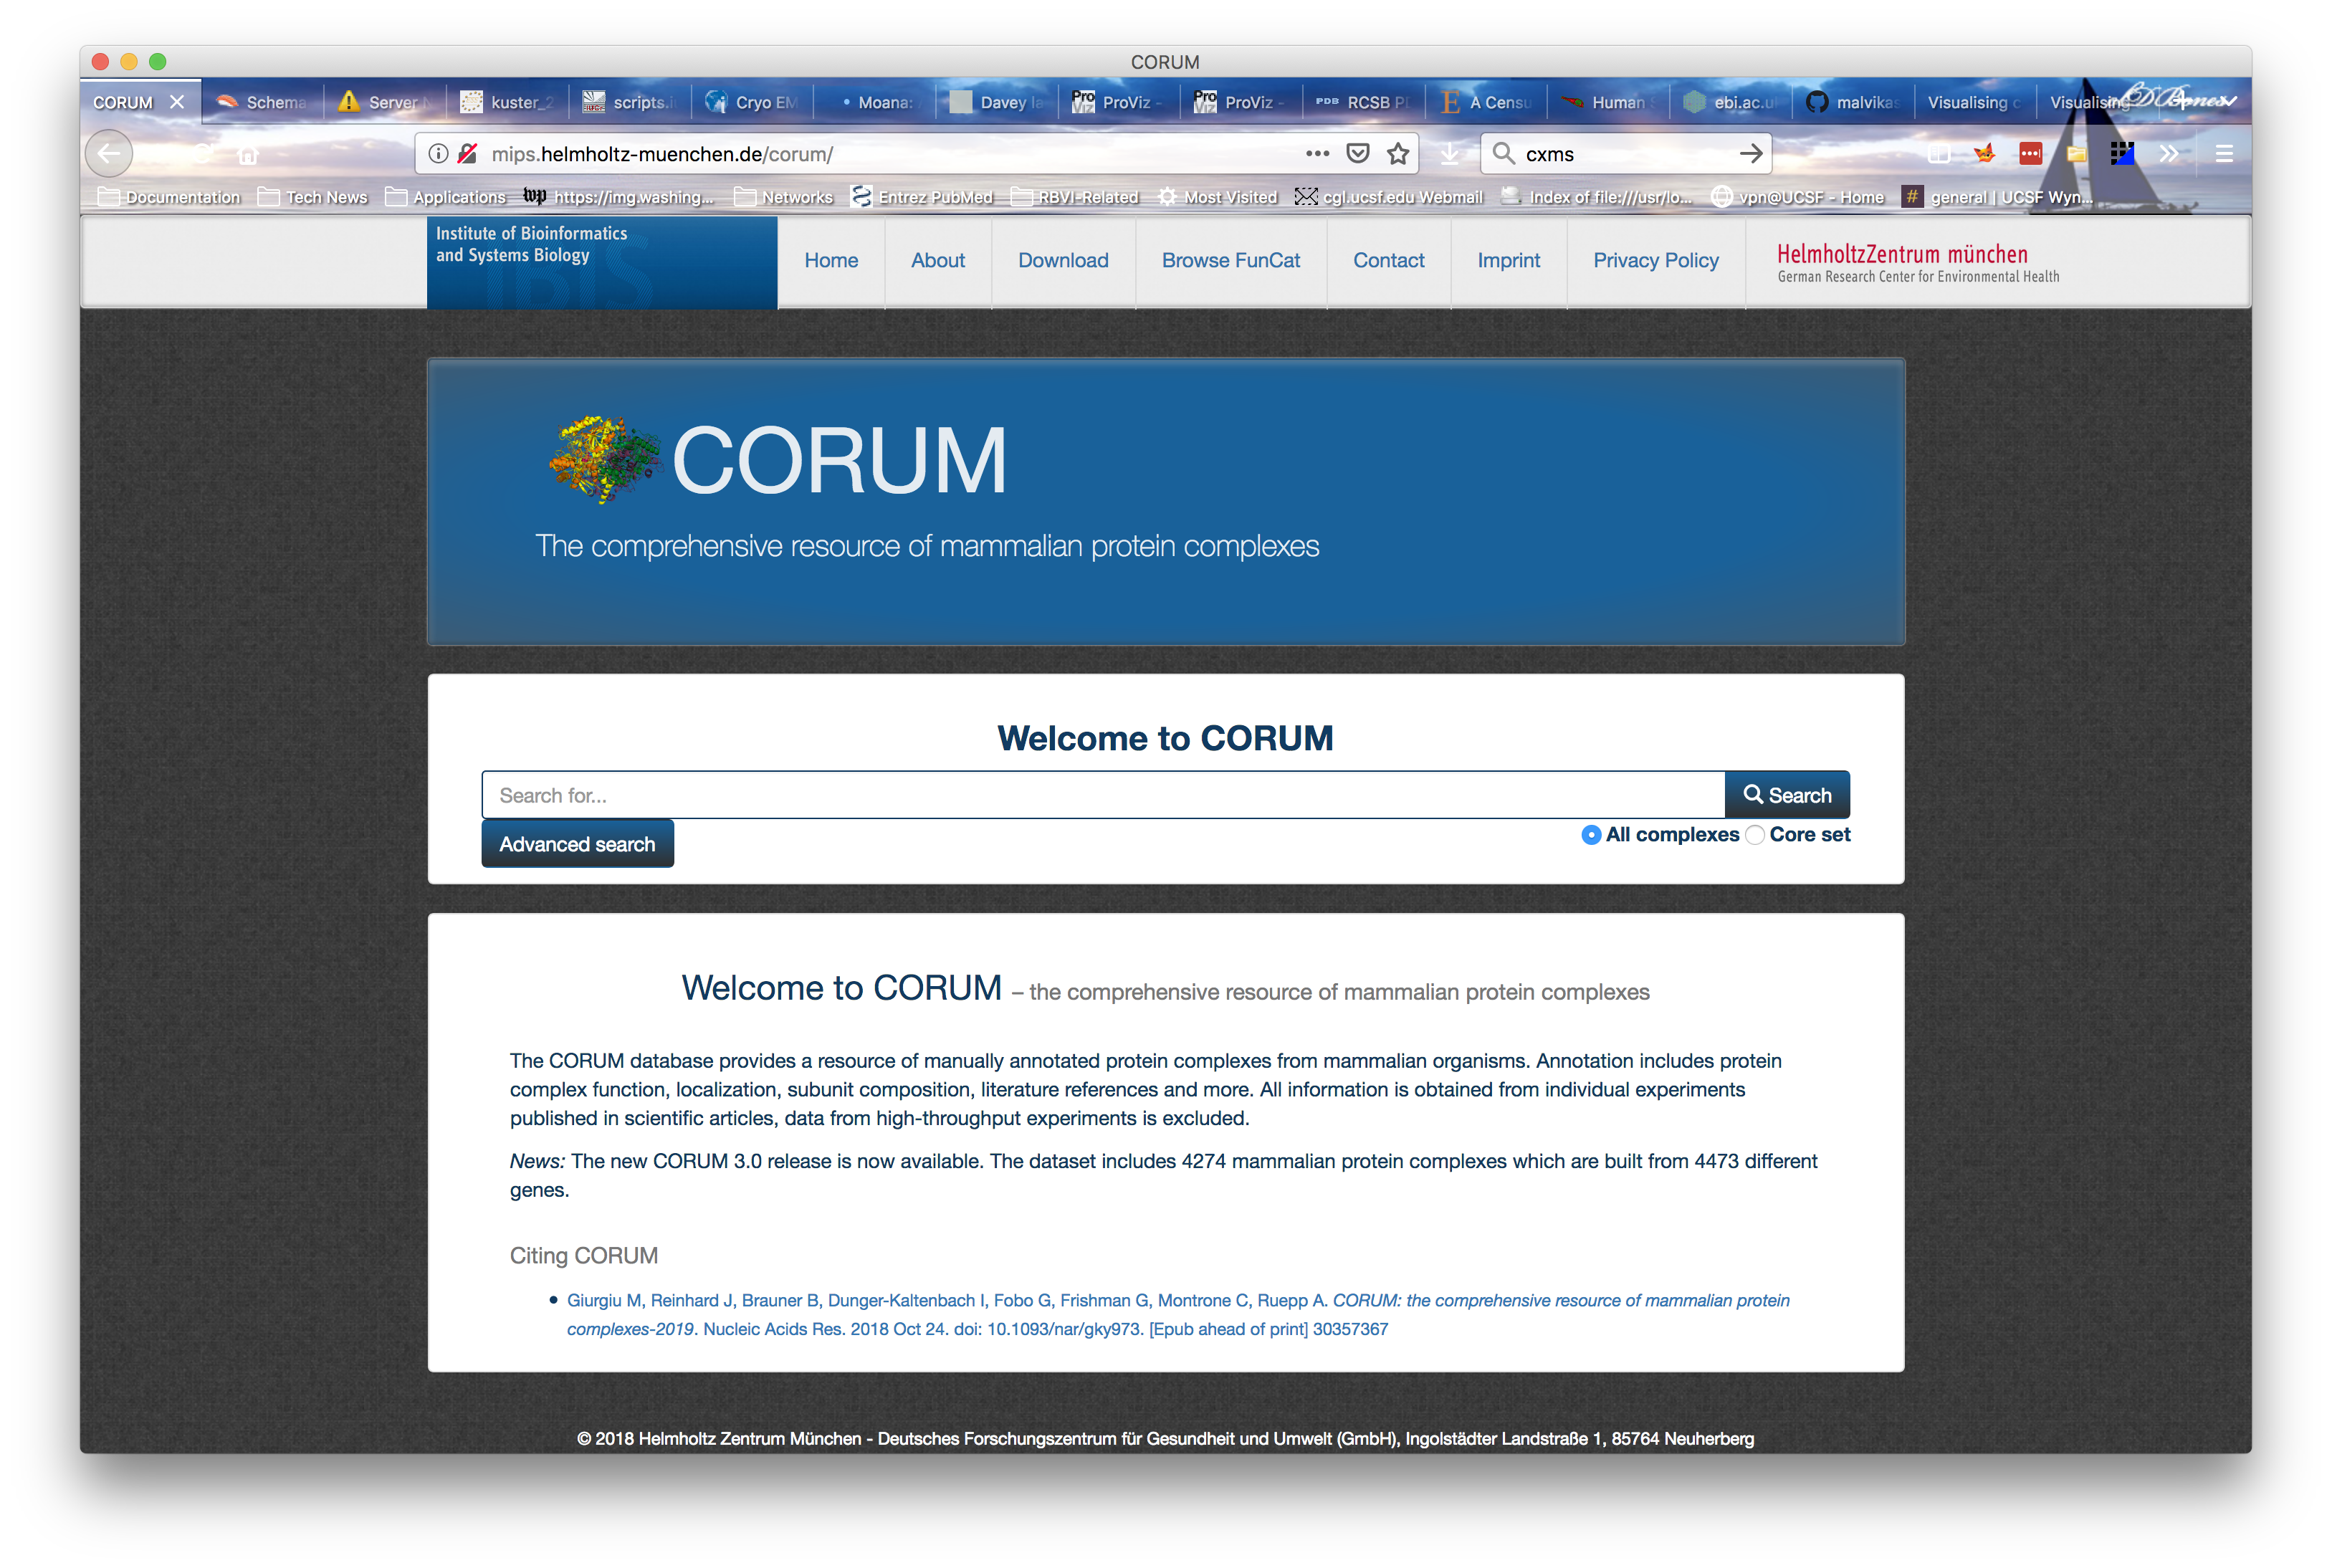 CORUM
CORUM Schema Server kuster_2 scripts.i Cryo EM Moana: Davey la ProViz - ProViz - RCSB P A Censu Human ebi.ac.u malvika Visualising c Visualising
mips.helmholtz-muenchen.de/corum/ cxms
Documentation Tech News Applications https://img.washing... Networks Entrez PubMed RBVI-Related Most Visited cgl.ucsf.edu Webmail Index of file:///usr/lo... vpn@UCSF - Home general | UCSF Wyn...
Institute of Bioinformatics
and Systems Biology
IBIS
Home About Download Browse FunCat Contact Imprint Privacy Policy
HelmholtzZentrum münchen
German Research Center for Environmental Health
CORUM
The comprehensive resource of mammalian protein complexes
Welcome to CORUM
Search for... Search
Advanced search All complexes Core set
Welcome to CORUM – the comprehensive resource of mammalian protein complexes
The CORUM database provides a resource of manually annotated protein complexes from mammalian organisms. Annotation includes protein
complex function, localization, subunit composition, literature references and more. All information is obtained from individual experiments
published in scientific articles, data from high-throughput experiments is excluded.
News: The new CORUM 3.0 release is now available. The dataset includes 4274 mammalian protein complexes which are built from 4473 different
genes.
Citing CORUM
Giurgiu M, Reinhard J, Brauner B, Dunger-Kaltenbach I, Fobo G, Frishman G, Montrone C, Ruepp A. CORUM: the comprehensive resource of mammalian protein
complexes-2019. Nucleic Acids Res. 2018 Oct 24. doi: 10.1093/nar/gky973. [Epub ahead of print] 30357367
© 2018 Helmholtz Zentrum München - Deutsches Forschungszentrum für Gesundheit und Umwelt (GmbH), Ingolstädter Landstraße 1, 85764 Neuherberg